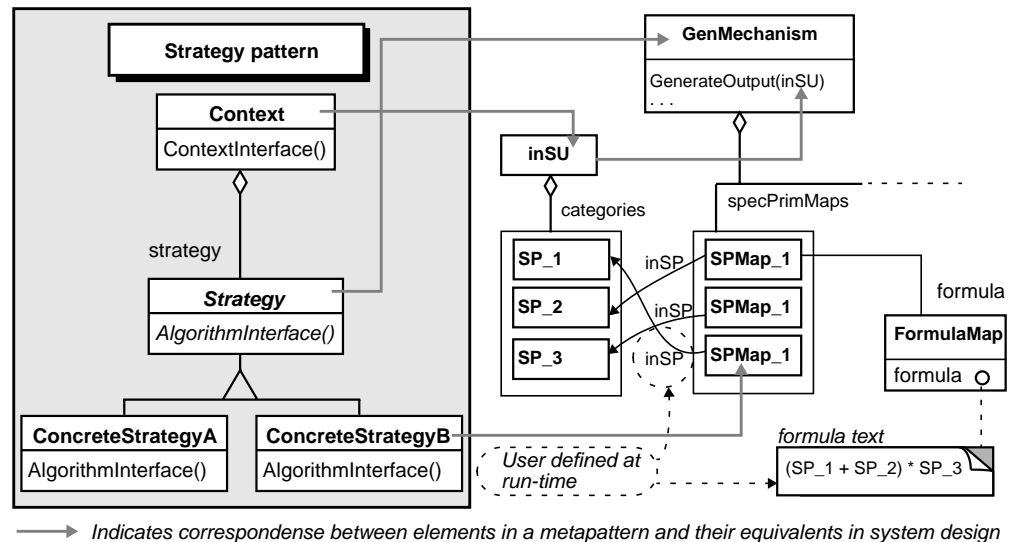 Strategy pattern
Context
ContextInterface()
strategy
Strategy
AlgorithmInterface()
ConcreteStrategyA
AlgorithmInterface()
ConcreteStrategyB
AlgorithmInterface()
GenMechanism
GenerateOutput(inSU)
. . .
inSU
categories
specPrimMaps
SP_1
SP_2
SP_3
inSP
inSP
inSP
SPMap_1
SPMap_1
SPMap_1
formula
FormulaMap
formula
User defined at
run-time
formula text
(SP_1 + SP_2) * SP_3
Indicates correspondense between elements in a metapattern and their equivalents in system design